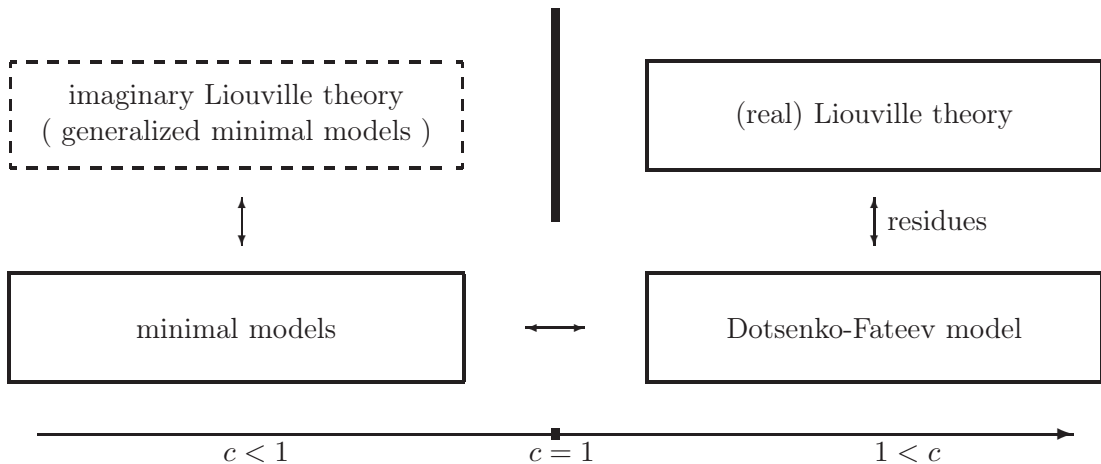 imaginary Liouville theory
( generalized minimal models )
(real) Liouville theory
residues
minimal models
Dotsenko-Fateev model
c < 1
c = 1
1 < c